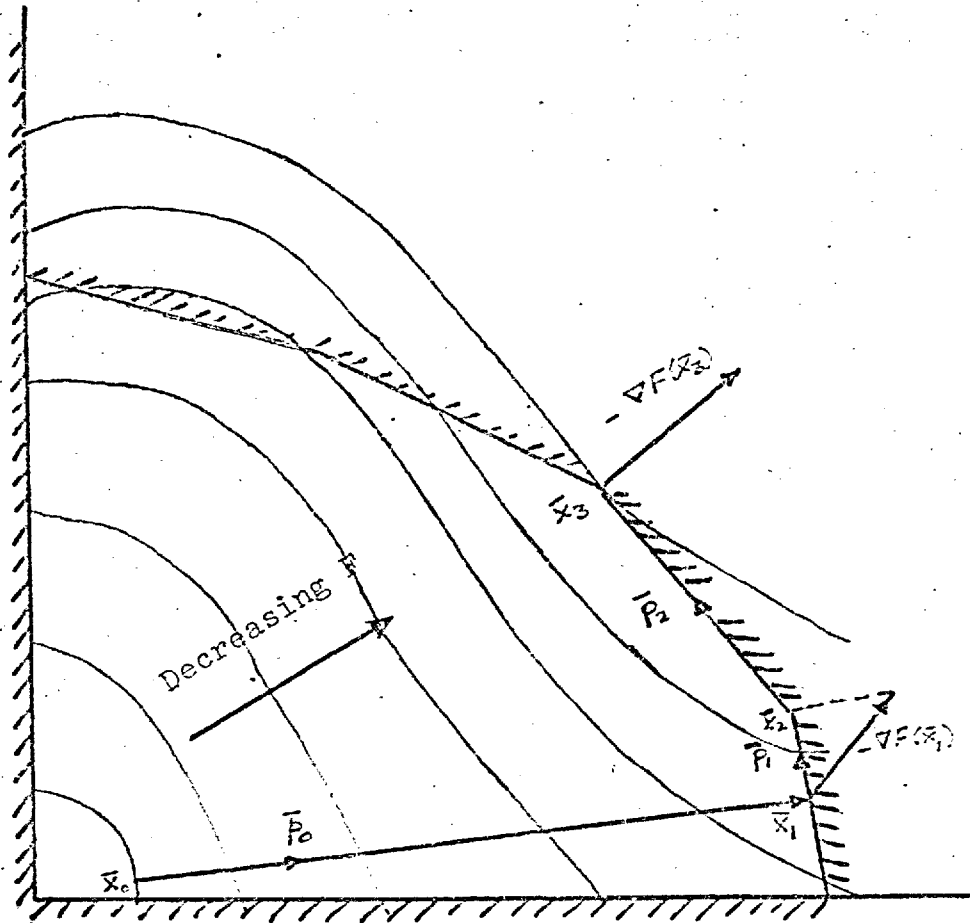 - ∇F(x̄₃)
x̄₃
Decreasing F
p̄₂
x̄₂
p̄₁
- ∇F(x̄₁)
p̄₀
x̄₁
x̄₀